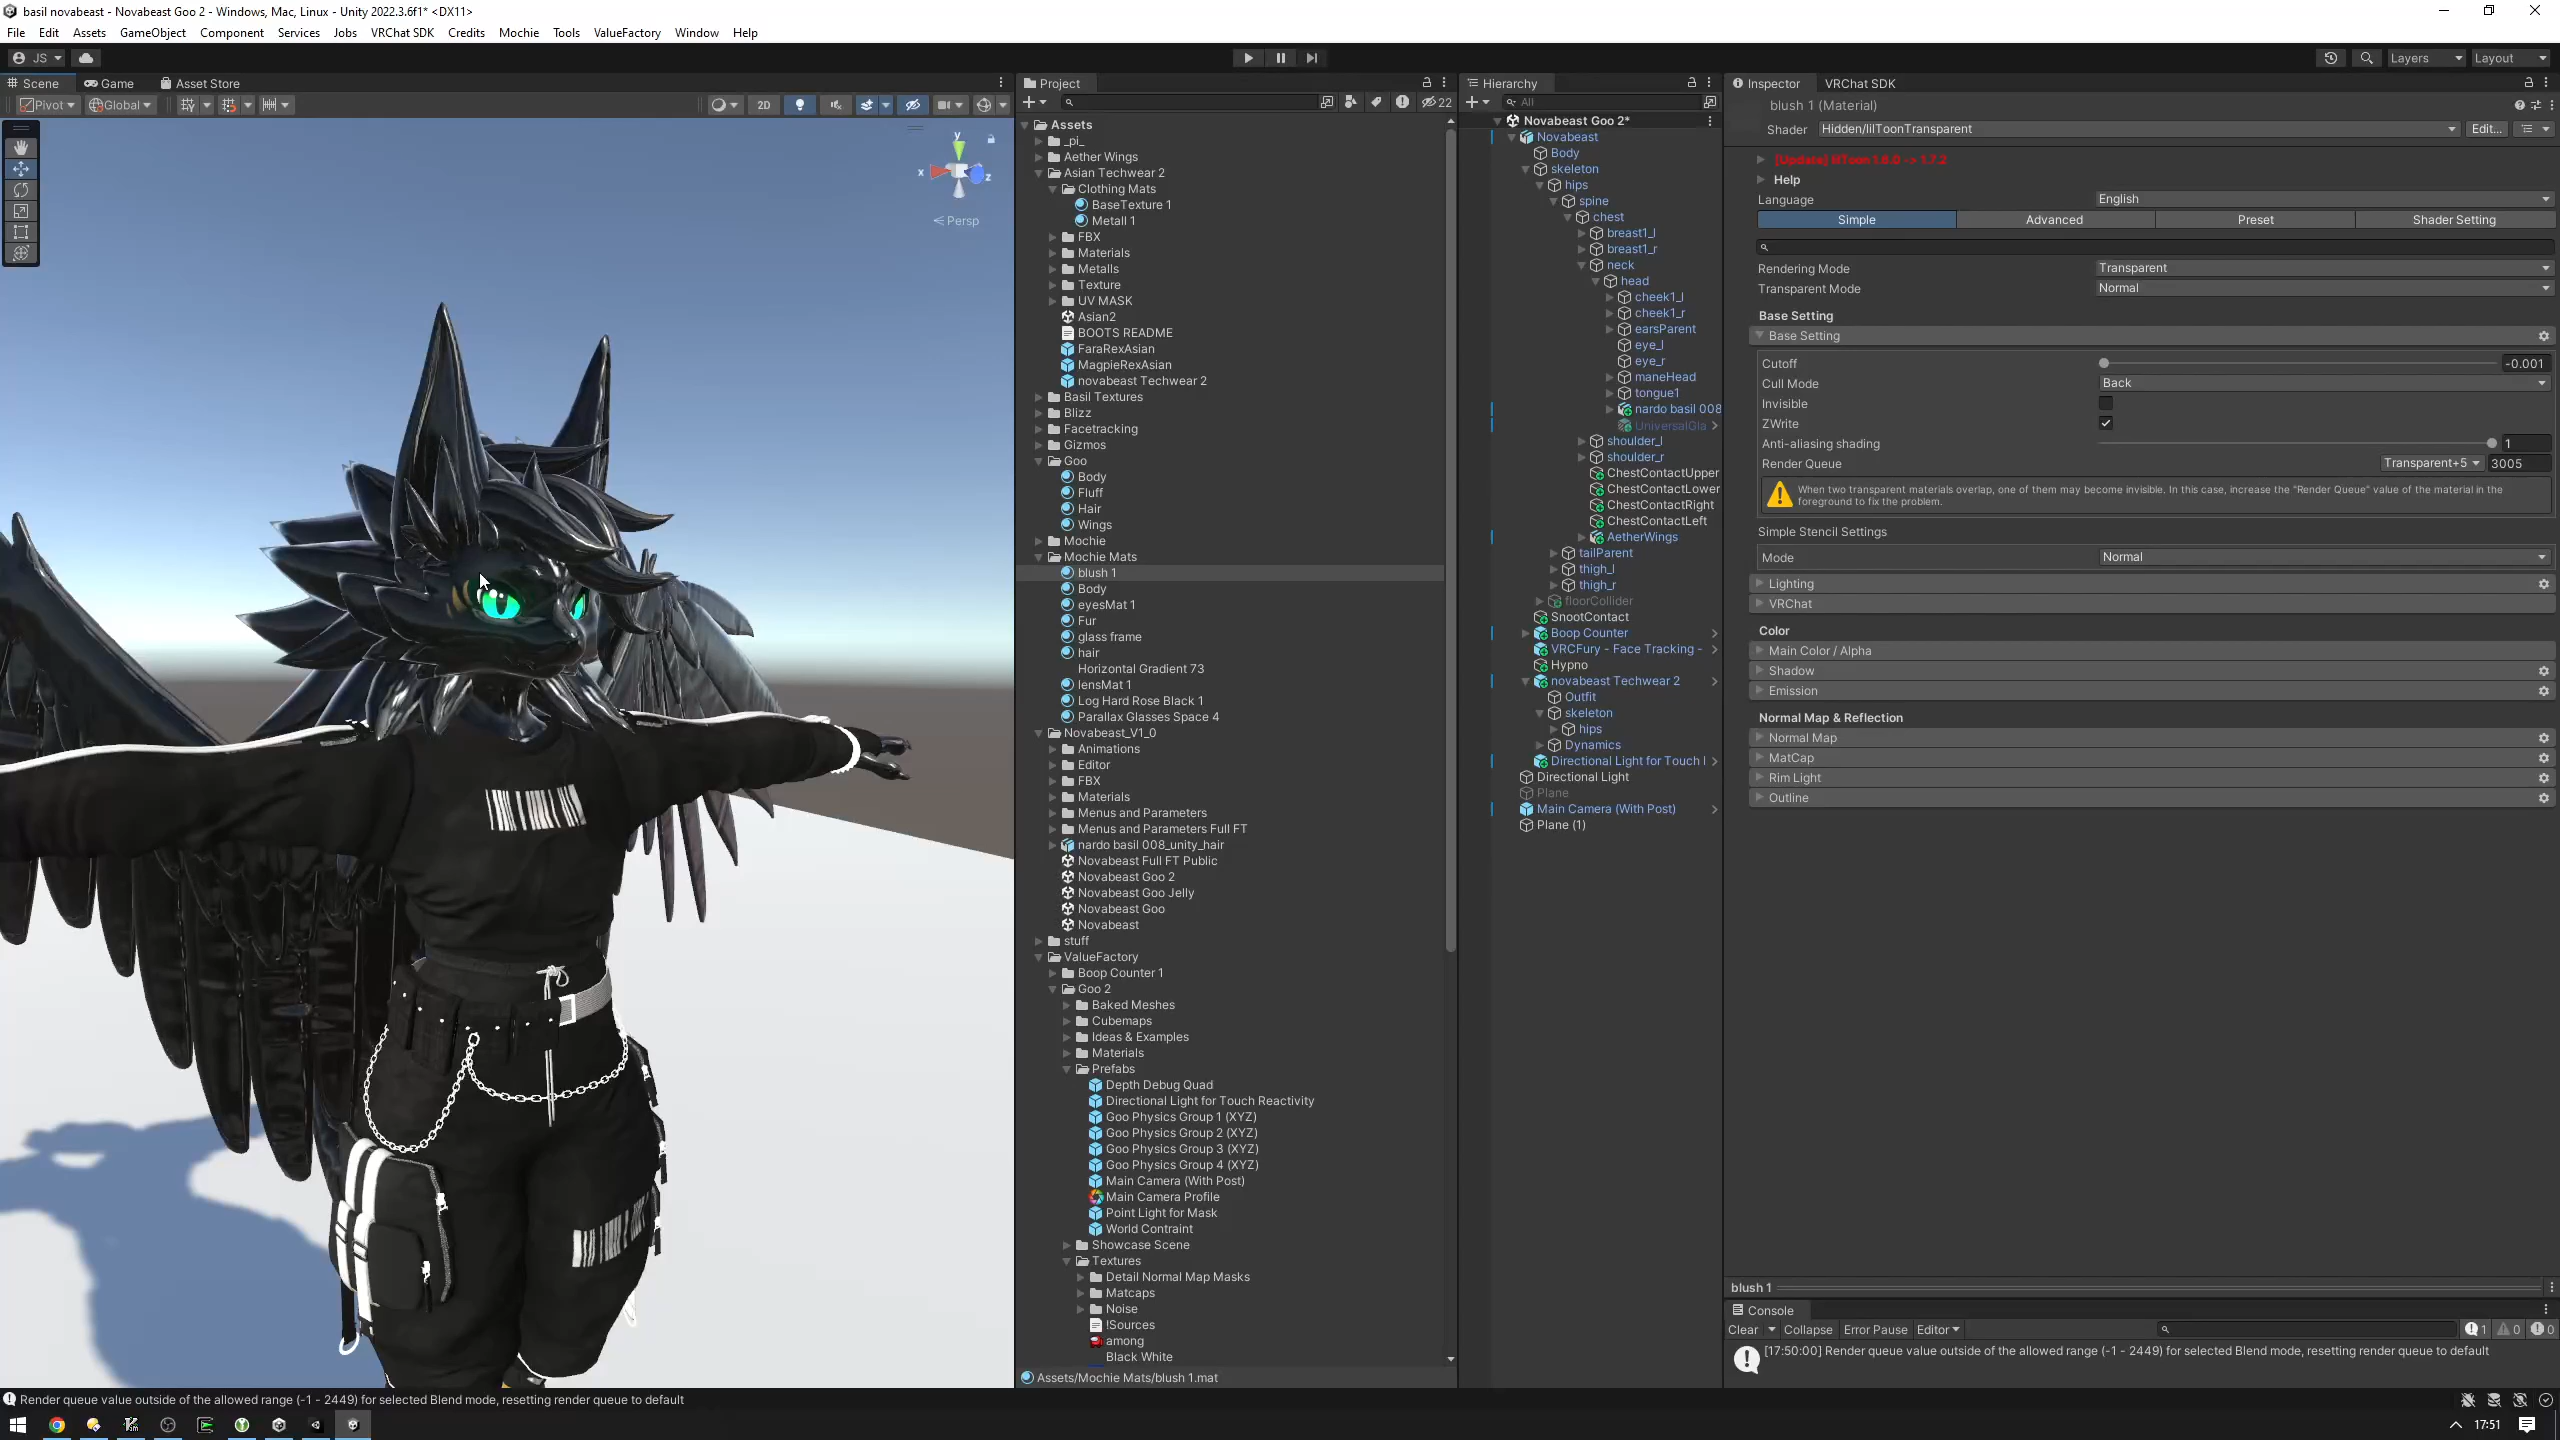 basil novabeast - Novabeast Goo 2 - Windows, Mac, Linux - Unity 2022.3.6f1* <DX11>
File Edit Assets GameObject Component Services Jobs VRChat SDK Credits Mochie Tools ValueFactory Window Help
JS
Layers
Layout
Scene
Game
Asset Store
Pivot
Global
2D
y
x
z
Persp
Project
22
Assets
_pi_
Aether Wings
Asian Techwear 2
Clothing Mats
BaseTexture 1
Metall 1
FBX
Materials
Metalls
Texture
UV MASK
Asian2
BOOTS README
FaraRexAsian
MagpieRexAsian
novabeast Techwear 2
Basil Textures
Blizz
Facetracking
Gizmos
Goo
Body
Fluff
Hair
Wings
Mochie
Mochie Mats
blush 1
Body
eyesMat 1
Fur
glass frame
hair
Horizontal Gradient 73
lensMat 1
Log Hard Rose Black 1
Parallax Glasses Space 4
Novabeast_V1_0
Animations
Editor
FBX
Materials
Menus and Parameters
Menus and Parameters Full FT
nardo basil 008_unity_hair
Novabeast Full FT Public
Novabeast Goo 2
Novabeast Goo Jelly
Novabeast Goo
Novabeast
stuff
ValueFactory
Boop Counter 1
Goo 2
Baked Meshes
Cubemaps
Ideas & Examples
Materials
Prefabs
Depth Debug Quad
Directional Light for Touch Reactivity
Goo Physics Group 1 (XYZ)
Goo Physics Group 2 (XYZ)
Goo Physics Group 3 (XYZ)
Goo Physics Group 4 (XYZ)
Main Camera (With Post)
Main Camera Profile
Point Light for Mask
World Contraint
Showcase Scene
Textures
Detail Normal Map Masks
Matcaps
Noise
!Sources
among
Black White
Assets/Mochie Mats/blush 1.mat
Hierarchy
All
Novabeast Goo 2*
Novabeast
Body
skeleton
hips
spine
chest
breast1_l
breast1_r
neck
head
cheek1_l
cheek1_r
earsParent
eye_l
eye_r
maneHead
tongue1
nardo basil 008
UniversalGla
shoulder_l
shoulder_r
ChestContactUpper
ChestContactLower
ChestContactRight
ChestContactLeft
AetherWings
tailParent
thigh_l
thigh_r
floorCollider
SnootContact
Boop Counter
VRCFury - Face Tracking -
Hypno
novabeast Techwear 2
Outfit
skeleton
hips
Dynamics
Directional Light for Touch
Directional Light
Plane
Main Camera (With Post)
Plane (1)
Inspector
VRChat SDK
blush 1 (Material)
Shader Hidden/lilToonTransparent Edit...
[Update] lilToon 1.6.0 -> 1.7.2
Help
Language English
Simple Advanced Preset Shader Setting
Rendering Mode Transparent
Transparent Mode Normal
Base Setting
Base Setting
Cutoff -0.001
Cull Mode Back
Invisible
ZWrite
Anti-aliasing shading 1
Render Queue Transparent+5 3005
When two transparent materials overlap, one of them may become invisible. In this case, increase the "Render Queue" value of the material in the
foreground to fix the problem.
Simple Stencil Settings
Mode Normal
Lighting
VRChat
Color
Main Color / Alpha
Shadow
Emission
Normal Map & Reflection
Normal Map
MatCap
Rim Light
Outline
blush 1
Console
Clear Collapse Error Pause Editor 1 0 0
[17:50:00] Render queue value outside of the allowed range (-1 - 2449) for selected Blend mode, resetting render queue to default
Render queue value outside of the allowed range (-1 - 2449) for selected Blend mode, resetting render queue to default
17:51